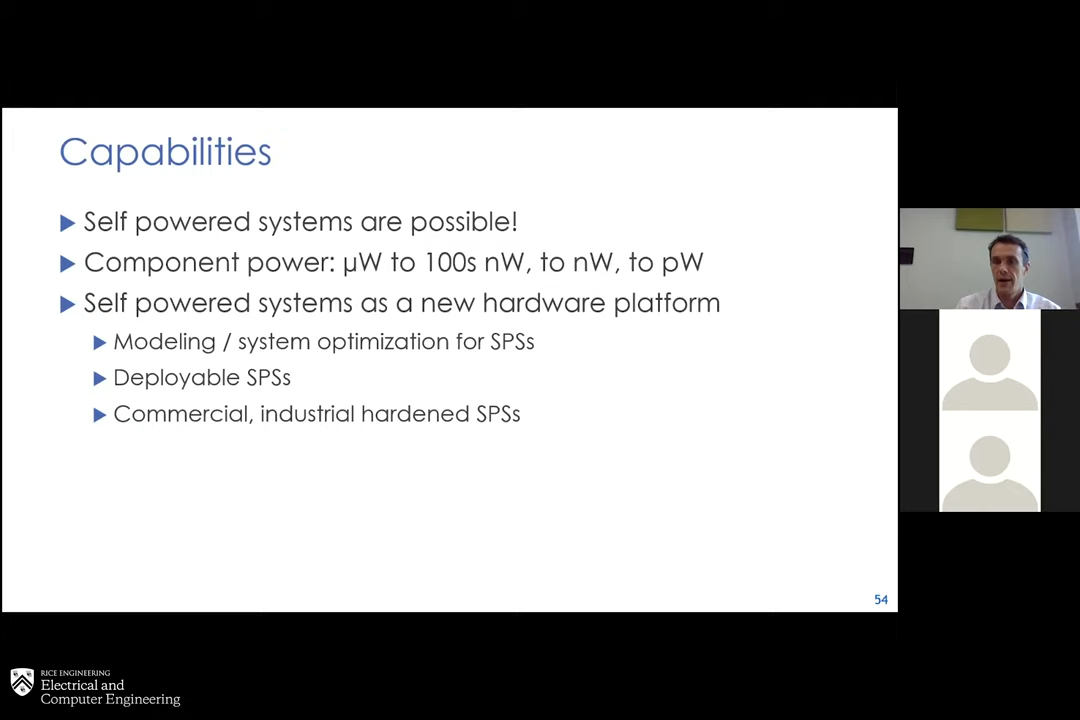 Capabilities
Self powered systems are possible!
Component power: µW to 100s nW, to nW, to pW
Self powered systems as a new hardware platform
Modeling / system optimization for SPSs
Deployable SPSs
Commercial, industrial hardened SPSs
54
RICE ENGINEERING
Electrical and
Computer Engineering